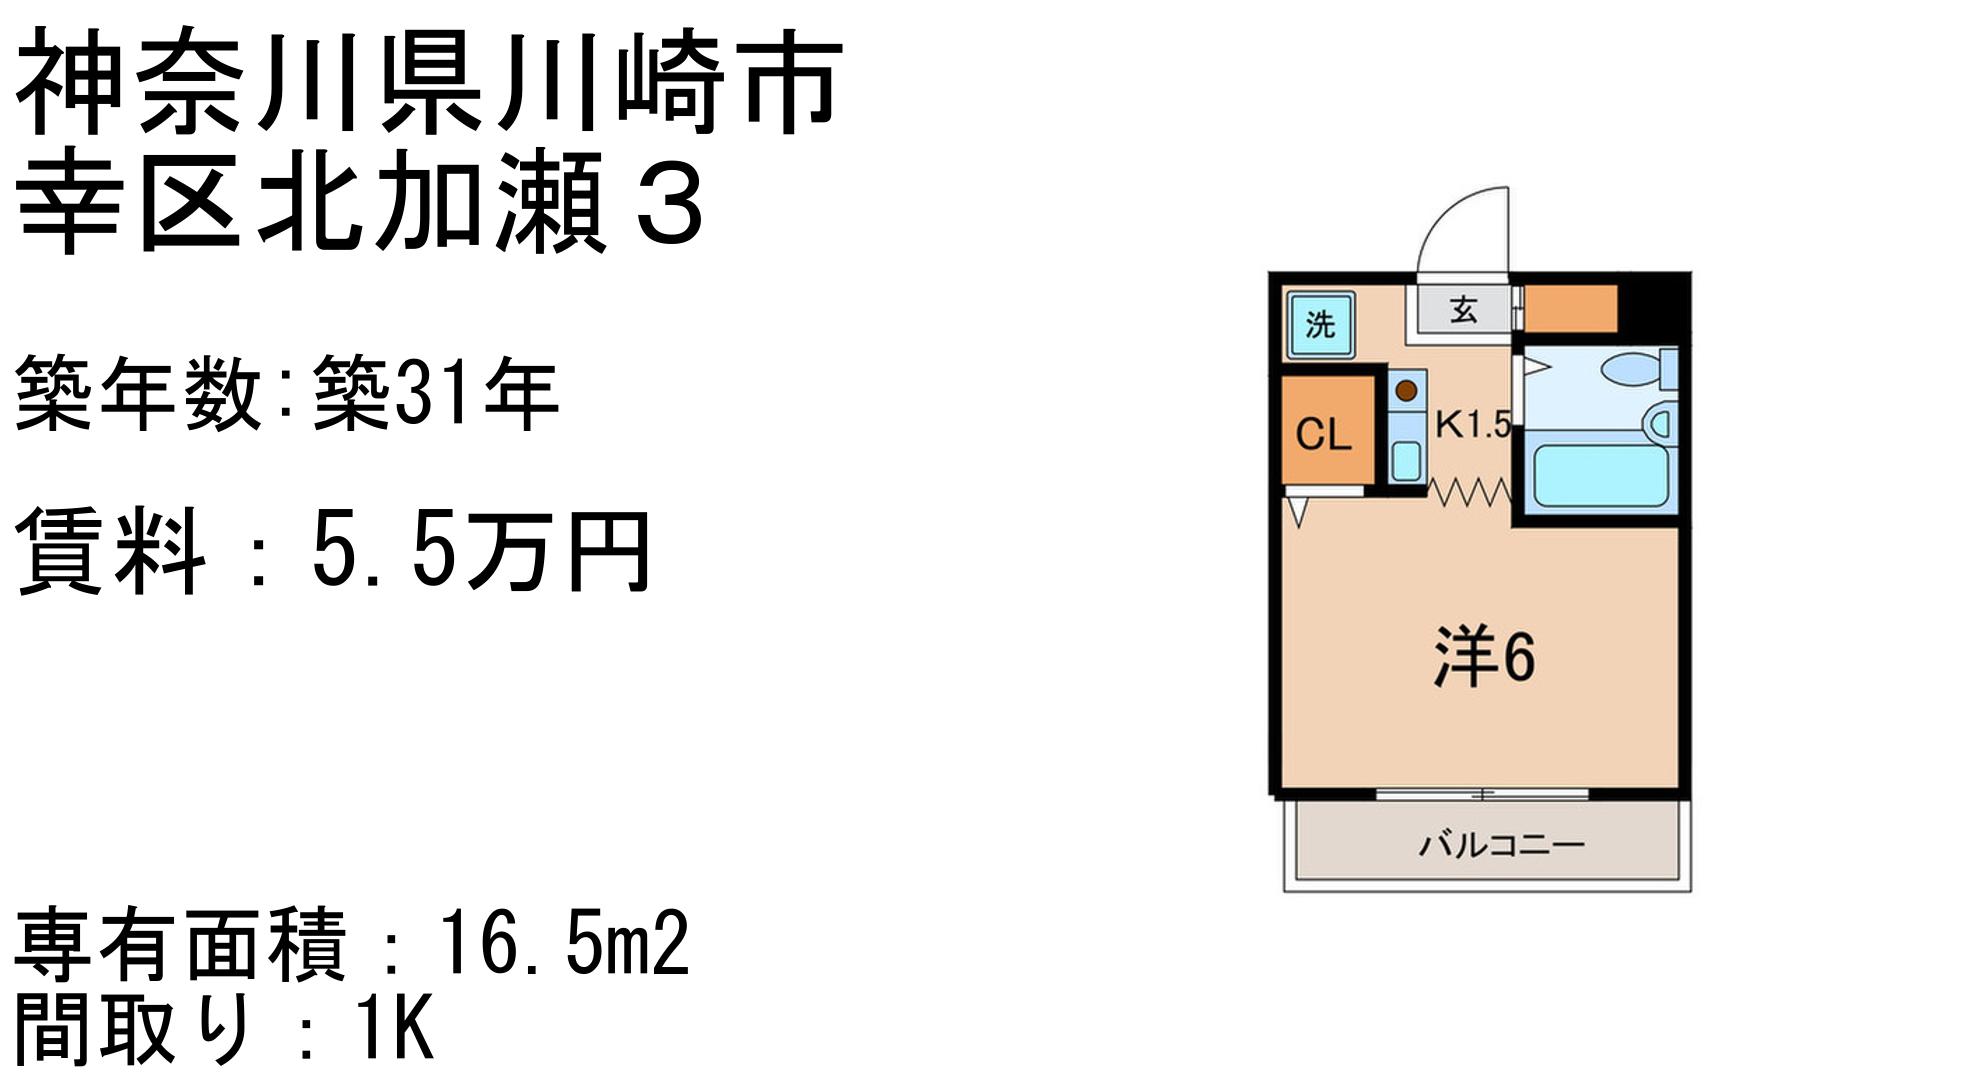 神奈川県川崎市
幸区北加瀬３
築年数:築31年
賃料：5.5万円
専有面積：16.5m2
間取り：1K
洗
玄
CL
K1.5
洋6
バルコニー